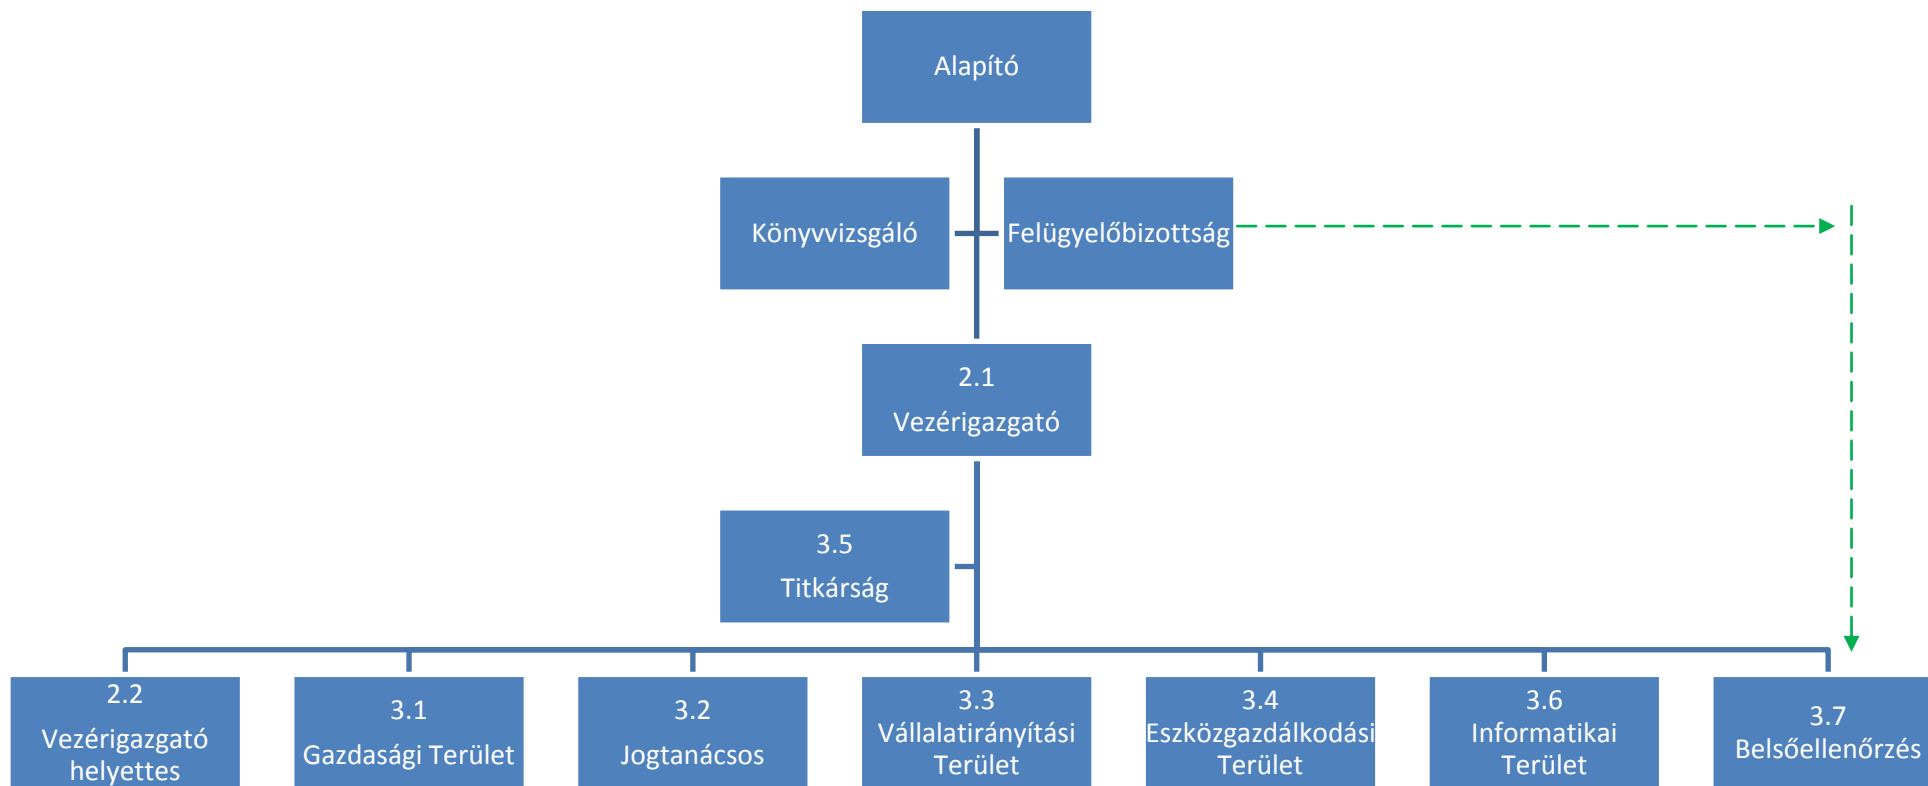 Alapító
Könyvvizsgáló
Felügyelőbizottság
2.1
Vezérigazgató
3.5
Titkárság
2.2
Vezérigazgató
helyettes
3.1
Gazdasági Terület
3.2
Jogtanácsos
3.3
Vállalatirányítási
Terület
3.4
Eszközgazdálkodási
Terület
3.6
Informatikai
Terület
3.7
Belsőellenőrzés